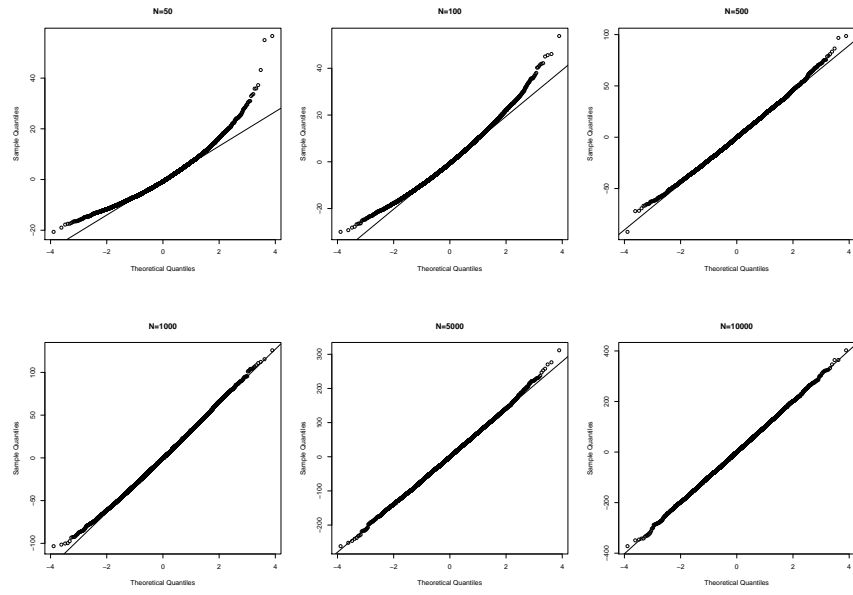 N=50
Sample Quantiles
40
20
0
−20
−4 −2 0 2 4
Theoretical Quantiles
N=100
Sample Quantiles
40
20
0
−20
−4 −2 0 2 4
Theoretical Quantiles
N=500
Sample Quantiles
100
50
0
−50
−4 −2 0 2 4
Theoretical Quantiles
N=1000
Sample Quantiles
100
50
0
−50
−100
−4 −2 0 2 4
Theoretical Quantiles
N=5000
Sample Quantiles
300
200
100
0
−100
−200
−4 −2 0 2 4
Theoretical Quantiles
N=10000
Sample Quantiles
400
200
0
−200
−400
−4 −2 0 2 4
Theoretical Quantiles